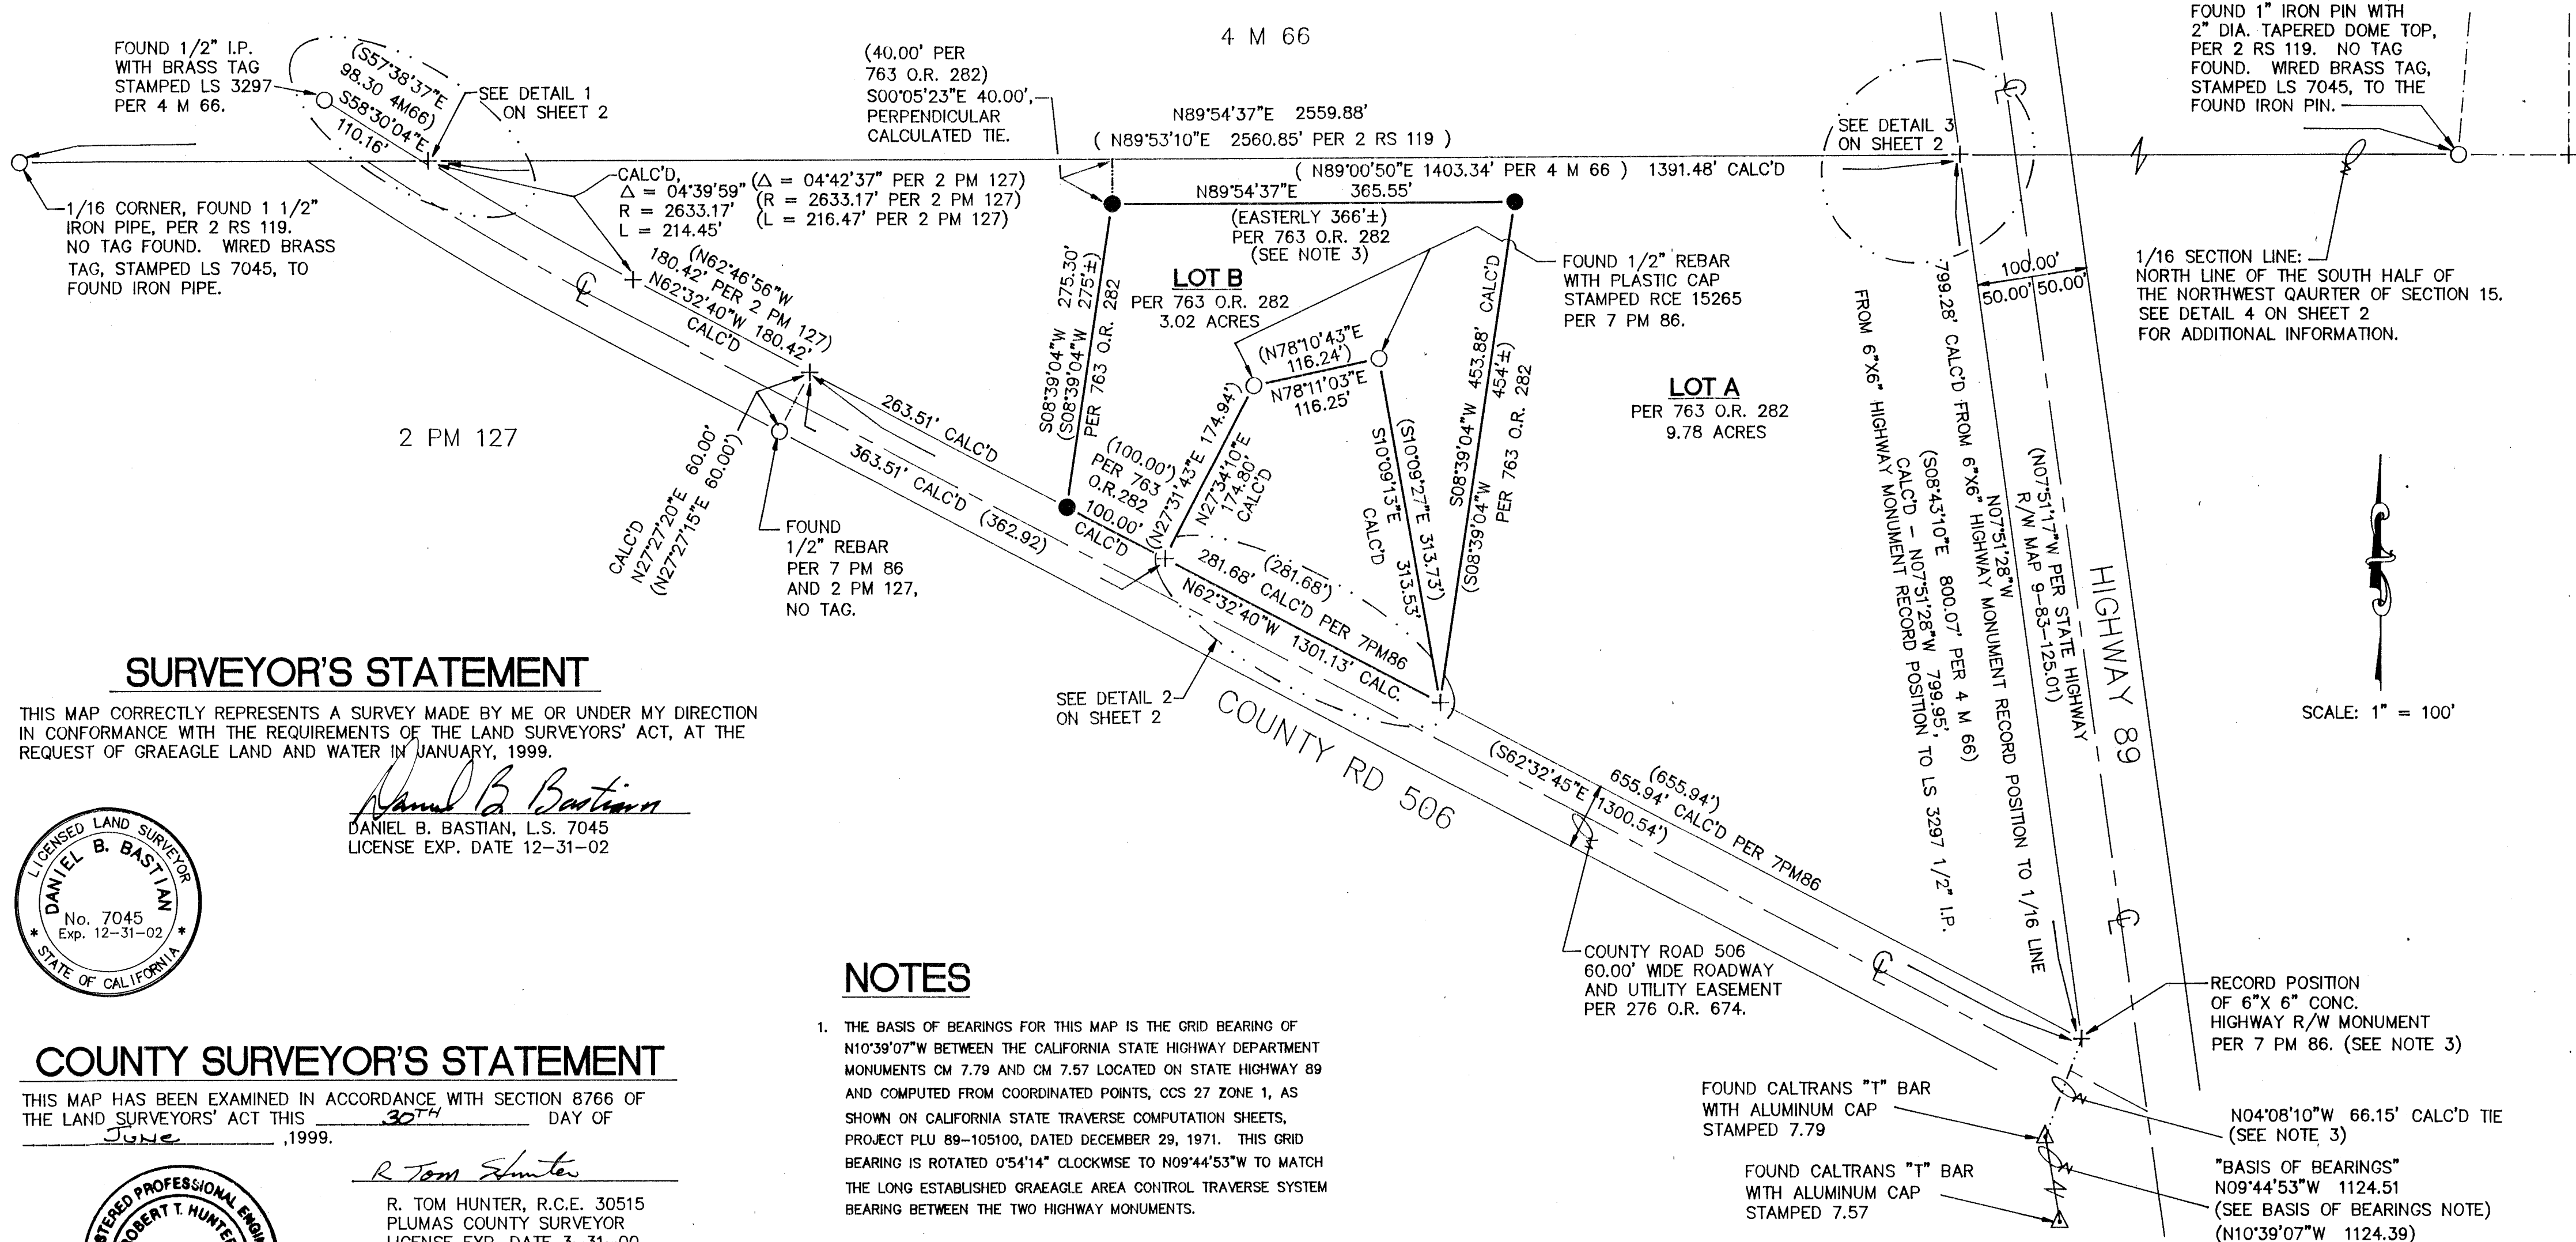 4 M 66
FOUND 1/2" I.P.
WITH BRASS TAG
STAMPED LS 3297
PER 4 M 66.
(S57°38'37"E
98.30 4M66)
S58°30'04"E
110.16'
SEE DETAIL 1
ON SHEET 2
(40.00' PER
763 O.R. 282)
S00°05'23"E 40.00',
PERPENDICULAR
CALCULATED TIE.
N89°54'37"E 2559.88'
( N89°53'10"E 2560.85' PER 2 RS 119 )
( N89°00'50"E 1403.34' PER 4 M 66 ) 1391.48' CALC'D
SEE DETAIL 3
ON SHEET 2
FOUND 1" IRON PIN WITH
2" DIA. TAPERED DOME TOP,
PER 2 RS 119. NO TAG
FOUND. WIRED BRASS TAG,
STAMPED LS 7045, TO THE
FOUND IRON PIN.
1/16 CORNER, FOUND 1 1/2"
IRON PIPE, PER 2 RS 119.
NO TAG FOUND. WIRED BRASS
TAG, STAMPED LS 7045, TO
FOUND IRON PIPE.
CALC'D,
Δ = 04°39'59"
R = 2633.17'
L = 214.45'
(Δ = 04°42'37" PER 2 PM 127)
(R = 2633.17' PER 2 PM 127)
(L = 216.47' PER 2 PM 127)
N89°54'37"E 365.55'
(EASTERLY 366'±)
PER 763 O.R. 282
(SEE NOTE 3)
LOT B
PER 763 O.R. 282
3.02 ACRES
FOUND 1/2" REBAR
WITH PLASTIC CAP
STAMPED RCE 15265
PER 7 PM 86.
1/16 SECTION LINE:
NORTH LINE OF THE SOUTH HALF OF
THE NORTHWEST QAURTER OF SECTION 15.
SEE DETAIL 4 ON SHEET 2
FOR ADDITIONAL INFORMATION.
100.00'
50.00' 50.00'
(N62°46'56"W
180.42' PER 2 PM 127)
N62°32'40"W 180.42'
CALC'D
S08°39'04"W 275.30'
(S08°39'04"W 275'±)
PER 763 O.R. 282
(N78°10'43"E
116.24')
N78°11'03"E
116.25'
S08°39'04"W 453.88' CALC'D
(S08°39'04"W 454'±)
PER 763 O.R. 282
LOT A
PER 763 O.R. 282
9.78 ACRES
2 PM 127
263.51' CALC'D
363.51' CALC'D (362.92)
CALC'D
N27°27'20"E 60.00'
(N27°27'15"E 60.00')
FOUND
1/2" REBAR
PER 7 PM 86
AND 2 PM 127,
NO TAG.
(100.00')
PER 763
O.R.282
100.00'
CALC'D
(N27°31'43"E 174.94')
N27°34'10"E
174.80'
CALC'D
(S10°09'27"E 313.73')
S10°09'13"E 313.53'
CALC'D
(281.68')
281.68' CALC'D PER 7PM86
N62°32'40"W 1301.13' CALC.
SEE DETAIL 2
ON SHEET 2
COUNTY RD 506
(655.94')
655.94' CALC'D PER 7PM86
(S62°32'45"E 1300.54')
799.28' CALC'D FROM 6"X6" HIGHWAY MONUMENT RECORD POSITION TO 1/16 LINE
FROM 6"X6" HIGHWAY MONUMENT RECORD POSITION TO LS 3297 1/2" I.P.
CALC'D - N07°51'28"W 799.95',
(S08°43'10"E 800.07' PER 4 M 66)
N07°51'28"W
(N07°51'17"W PER STATE HIGHWAY
R/W MAP 9-83-125.01)
HIGHWAY 89
SCALE: 1" = 100'
SURVEYOR'S STATEMENT
THIS MAP CORRECTLY REPRESENTS A SURVEY MADE BY ME OR UNDER MY DIRECTION
IN CONFORMANCE WITH THE REQUIREMENTS OF THE LAND SURVEYORS' ACT, AT THE
REQUEST OF GRAEAGLE LAND AND WATER IN JANUARY, 1999.
Daniel B. Bastian
DANIEL B. BASTIAN, L.S. 7045
LICENSE EXP. DATE 12-31-02
LICENSED LAND SURVEYOR
DANIEL B. BASTIAN
No. 7045
Exp. 12-31-02
* STATE OF CALIFORNIA *
COUNTY SURVEYOR'S STATEMENT
THIS MAP HAS BEEN EXAMINED IN ACCORDANCE WITH SECTION 8766 OF
THE LAND SURVEYORS' ACT THIS 30TH DAY OF
June ,1999.
R Tom Hunter
R. TOM HUNTER, R.C.E. 30515
PLUMAS COUNTY SURVEYOR
LICENSE EXP. DATE 3-31-00
PROFESSIONAL
ROBERT T. HUNTER
NOTES
1. THE BASIS OF BEARINGS FOR THIS MAP IS THE GRID BEARING OF
N10°39'07"W BETWEEN THE CALIFORNIA STATE HIGHWAY DEPARTMENT
MONUMENTS CM 7.79 AND CM 7.57 LOCATED ON STATE HIGHWAY 89
AND COMPUTED FROM COORDINATED POINTS, CCS 27 ZONE 1, AS
SHOWN ON CALIFORNIA STATE TRAVERSE COMPUTATION SHEETS,
PROJECT PLU 89-105100, DATED DECEMBER 29, 1971. THIS GRID
BEARING IS ROTATED 0°54'14" CLOCKWISE TO N09°44'53"W TO MATCH
THE LONG ESTABLISHED GRAEAGLE AREA CONTROL TRAVERSE SYSTEM
BEARING BETWEEN THE TWO HIGHWAY MONUMENTS.
COUNTY ROAD 506
60.00' WIDE ROADWAY
AND UTILITY EASEMENT
PER 276 O.R. 674.
RECORD POSITION
OF 6"X 6" CONC.
HIGHWAY R/W MONUMENT
PER 7 PM 86. (SEE NOTE 3)
FOUND CALTRANS "T" BAR
WITH ALUMINUM CAP
STAMPED 7.79
N04°08'10"W 66.15' CALC'D TIE
(SEE NOTE 3)
FOUND CALTRANS "T" BAR
WITH ALUMINUM CAP
STAMPED 7.57
"BASIS OF BEARINGS"
N09°44'53"W 1124.51
(SEE BASIS OF BEARINGS NOTE)
(N10°39'07"W 1124.39)